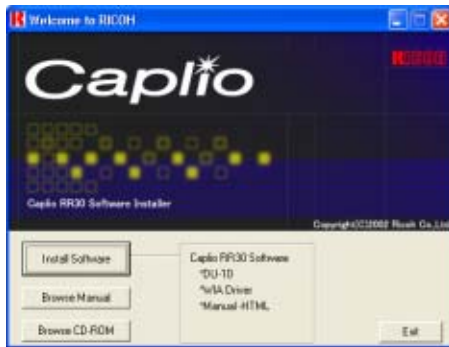 Welcome to RICOH
RICOH
Caplio
Caplio RR30 Software Installer
Copyright(C)2002 Ricoh Co.,Ltd
Install Software
Caplio RR30 Software
*DU-10
*WIA Driver
*Manual-HTML
Browse Manual
Browse CD-ROM
Exit